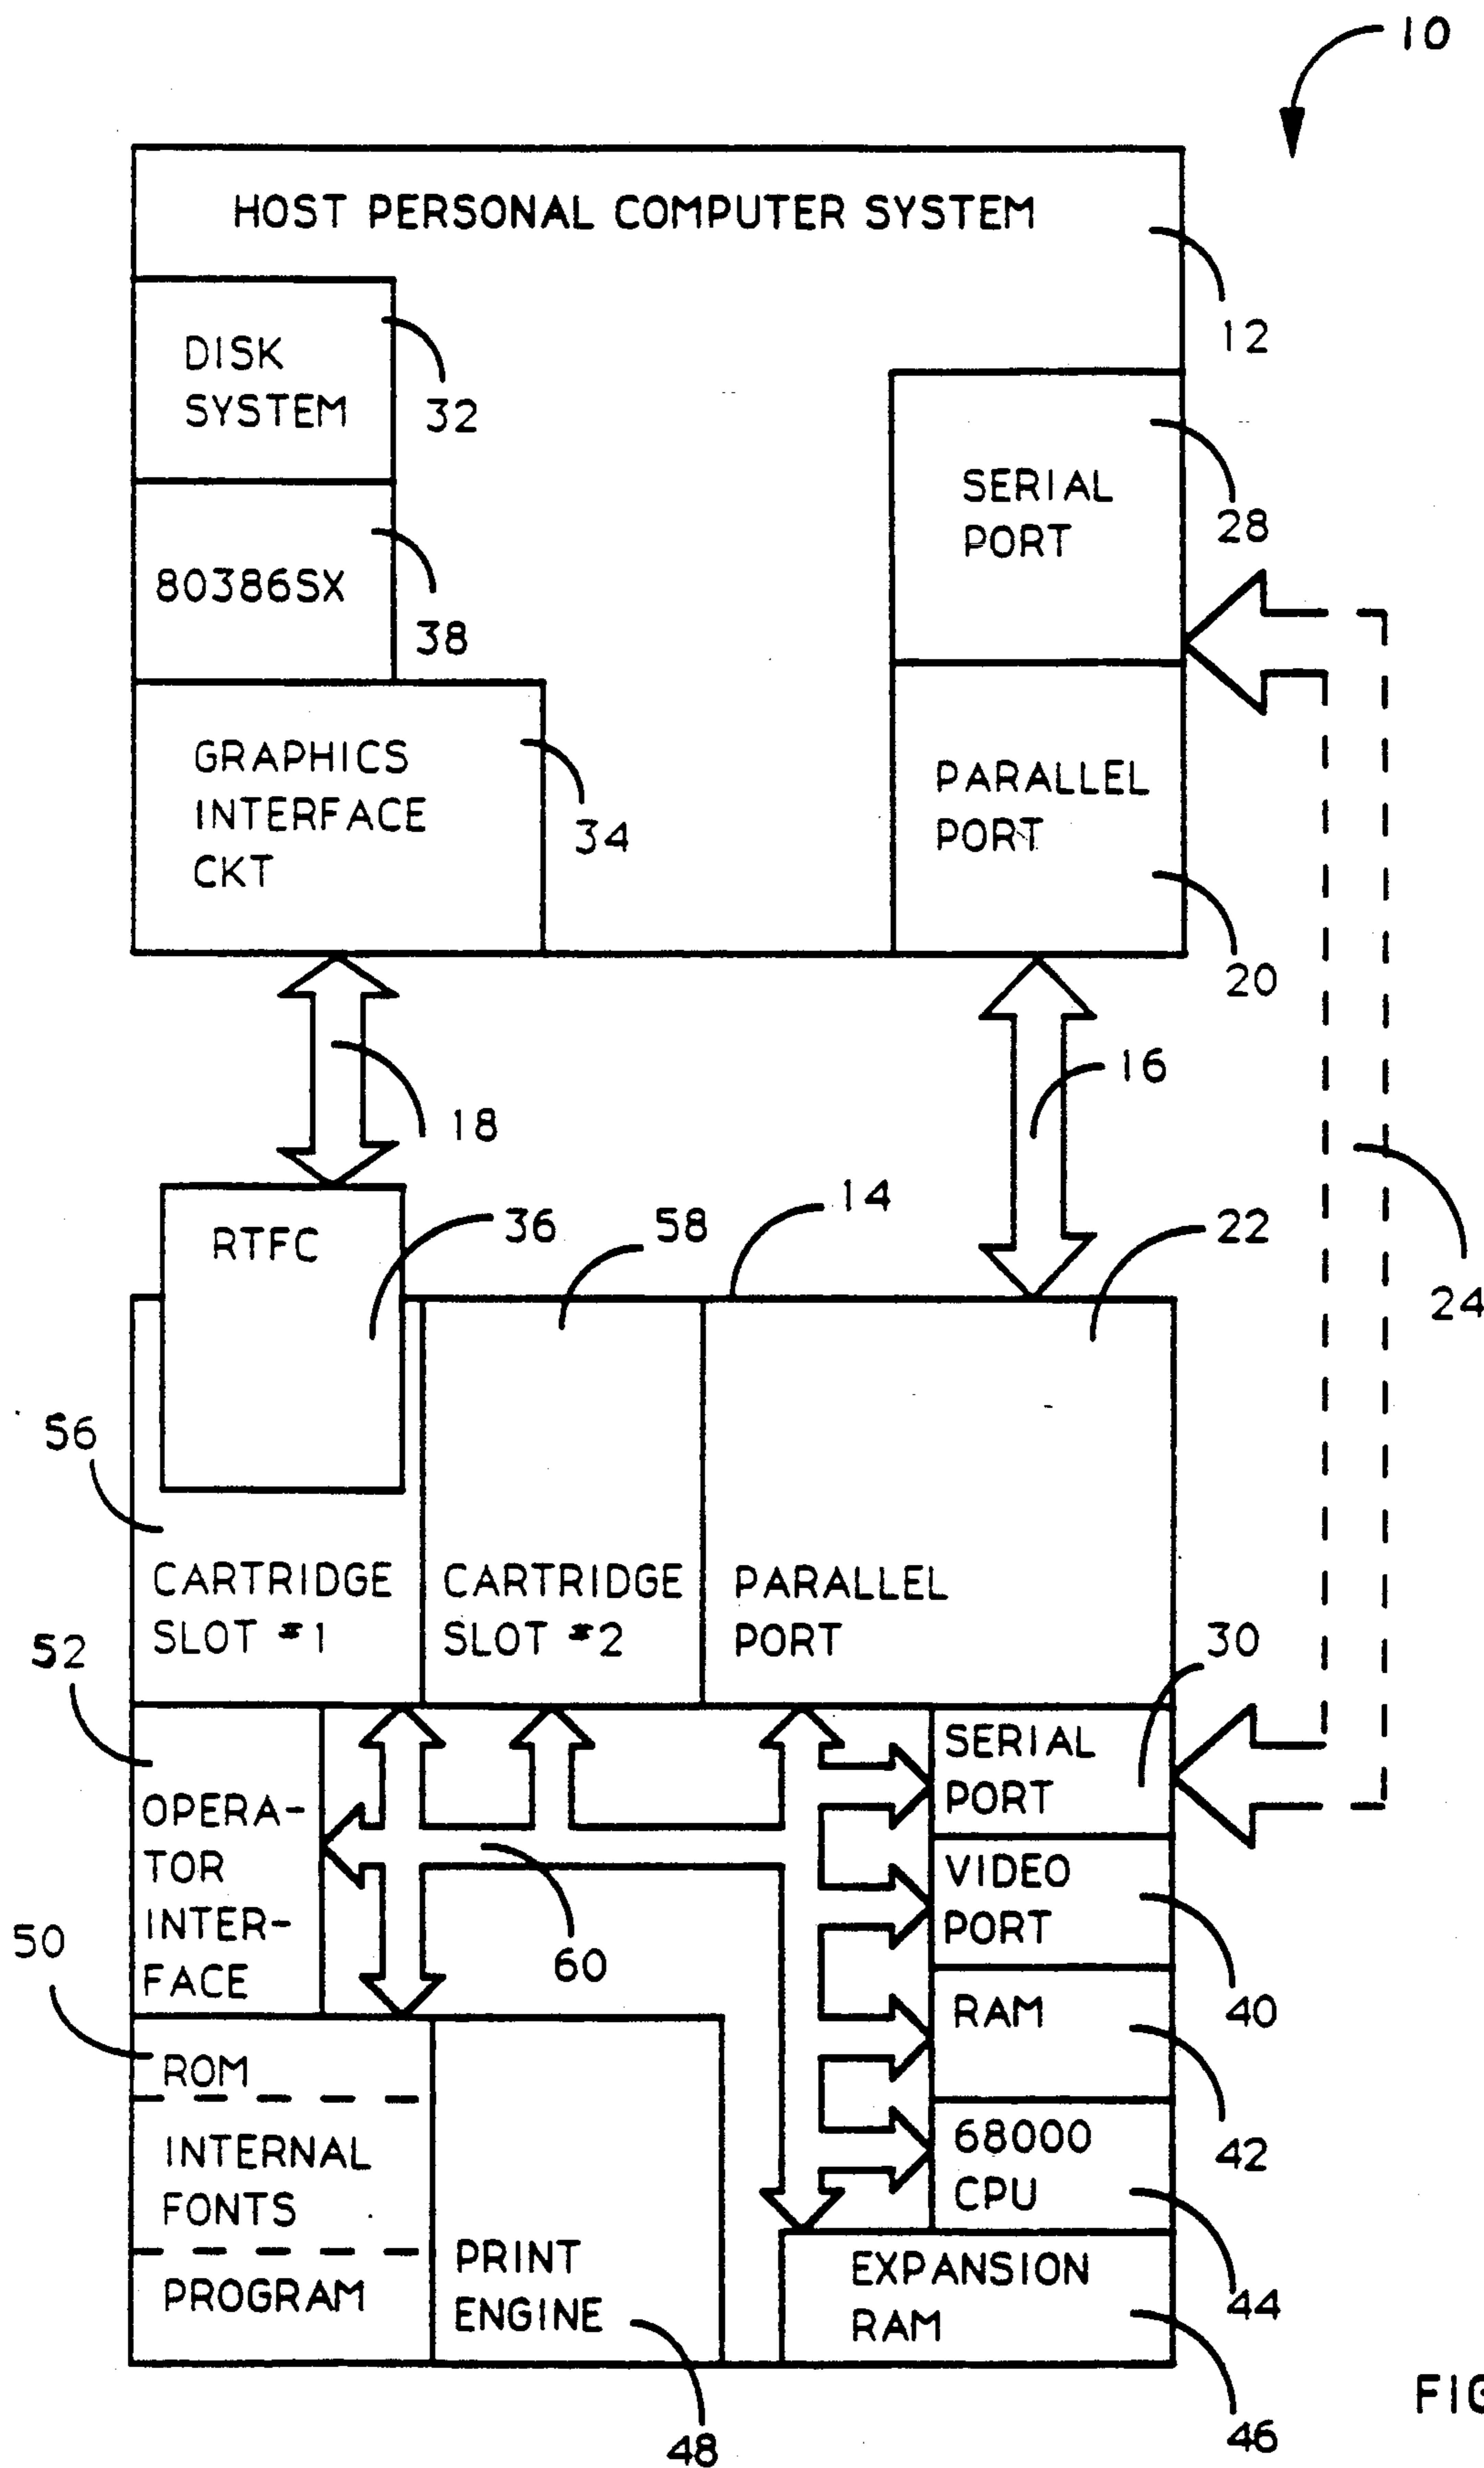 10
HOST PERSONAL COMPUTER SYSTEM
12
DISK
SYSTEM
32
SERIAL
PORT
28
80386SX
38
GRAPHICS
INTERFACE
CKT
34
PARALLEL
PORT
20
18
16
24
RTFC
36
58
14
22
56
CARTRIDGE
SLOT #1
CARTRIDGE
SLOT #2
PARALLEL
PORT
52
30
OPERA-
TOR
INTER-
FACE
SERIAL
PORT
VIDEO
PORT
60
50
40
ROM
RAM
42
INTERNAL
FONTS
68000
CPU
44
PROGRAM
PRINT
ENGINE
48
EXPANSION
RAM
46